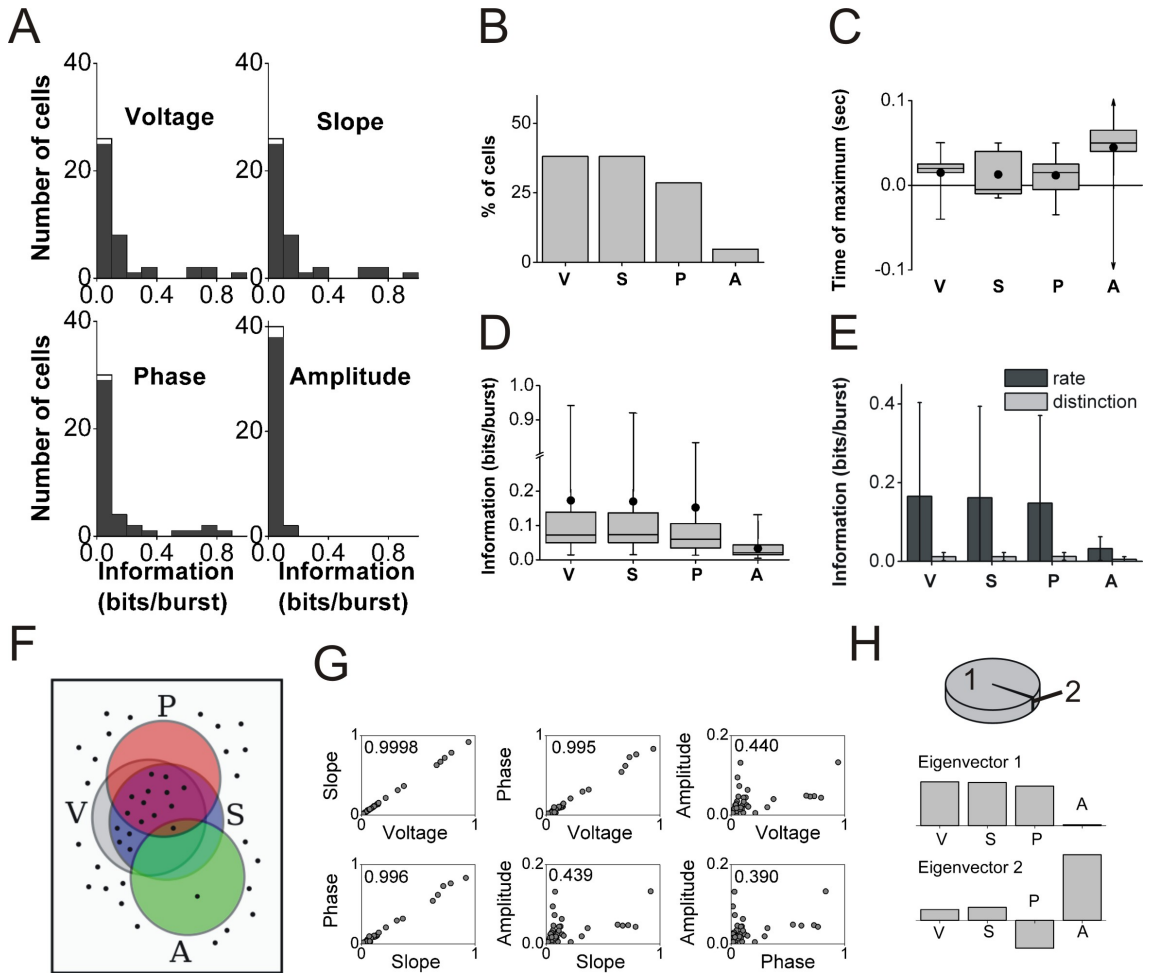 A
40
20
0
Number of cells
Voltage
0.0 0.4 0.8
40
20
0
Slope
0.0 0.4 0.8
40
20
0
Number of cells
Phase
0.0 0.4 0.8
Information
(bits/burst)
40
20
0
Amplitude
0.0 0.4 0.8
Information
(bits/burst)
B
% of cells
50
25
0
V S P A
C
Time of maximum (sec)
0.1
0.0
-0.1
V S P A
D
Information (bits/burst)
1.0
0.9
0.2
0.1
0.0
V S P A
E
rate
distinction
Information (bits/burst)
0.4
0.2
0.0
V S P A
F
P
V
S
A
G
1
0.9998
Slope
0
0 Voltage 1
1
0.995
Phase
0
0 Voltage 1
0.2
0.440
Amplitude
0.0
0 Voltage 1
1
0.996
Phase
0
0 Slope 1
0.2
0.439
Amplitude
0.0
0 Slope 1
0.2
0.390
Amplitude
0.0
0 Phase 1
H
1
2
Eigenvector 1
A
V S P
Eigenvector 2
P
V S A